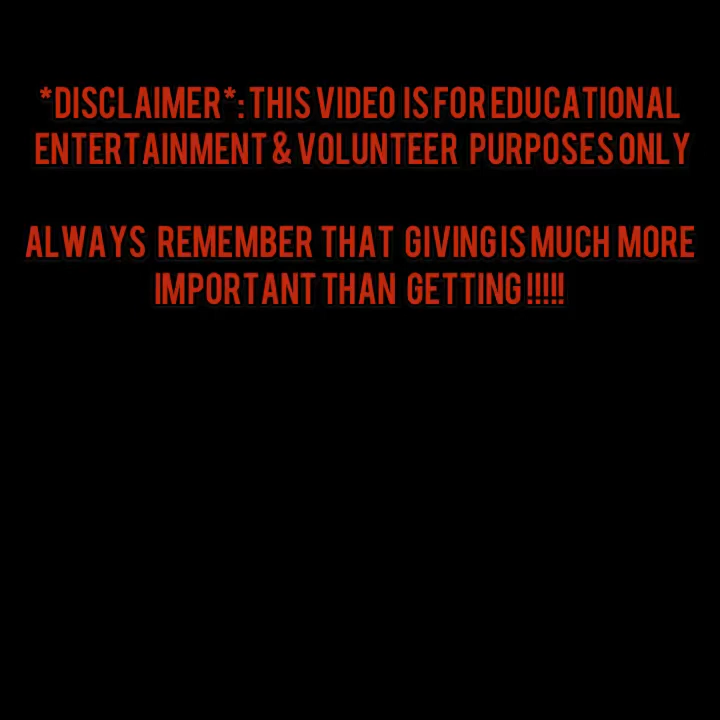 *DISCLAIMER*: THIS VIDEO IS FOR EDUCATIONAL
ENTERTAINMENT & VOLUNTEER PURPOSES ONLY
ALWAYS REMEMBER THAT GIVING IS MUCH MORE
IMPORTANT THAN GETTING!!!!!